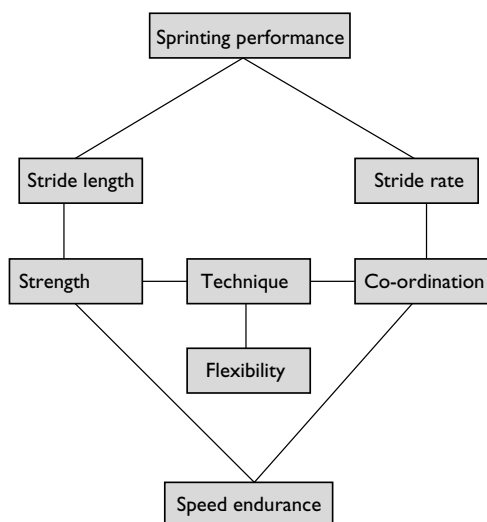 Sprinting performance
Stride length
Stride rate
Strength
Technique
Co-ordination
Flexibility
Speed endurance